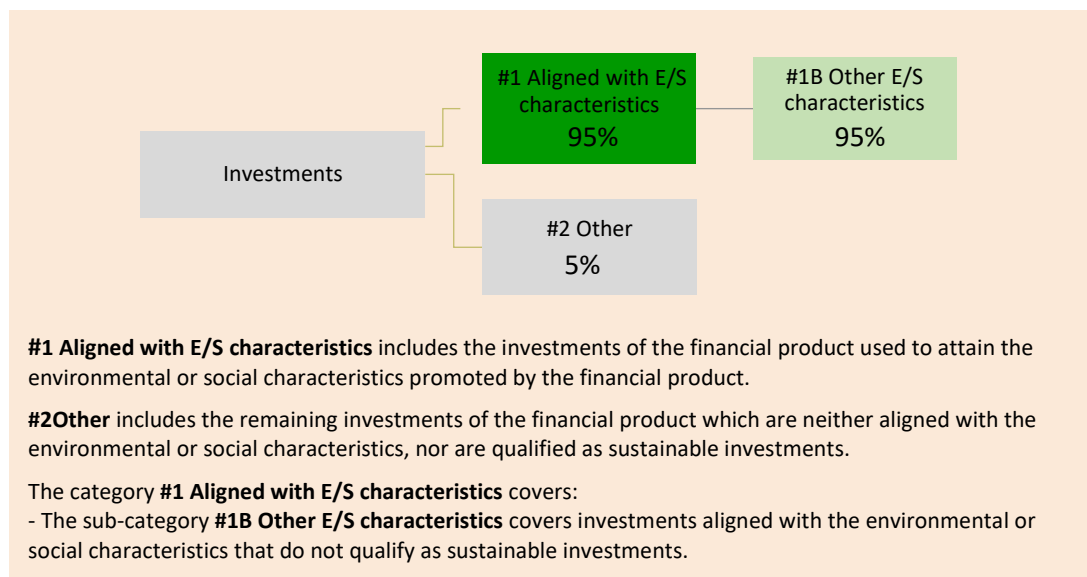 #1 Aligned with E/S
characteristics
95%
#1B Other E/S
characteristics
95%
Investments
#2 Other
5%
#1 Aligned with E/S characteristics includes the investments of the financial product used to attain the
environmental or social characteristics promoted by the financial product.
#2Other includes the remaining investments of the financial product which are neither aligned with the
environmental or social characteristics, nor are qualified as sustainable investments.
The category #1 Aligned with E/S characteristics covers:
- The sub-category #1B Other E/S characteristics covers investments aligned with the environmental or
social characteristics that do not qualify as sustainable investments.